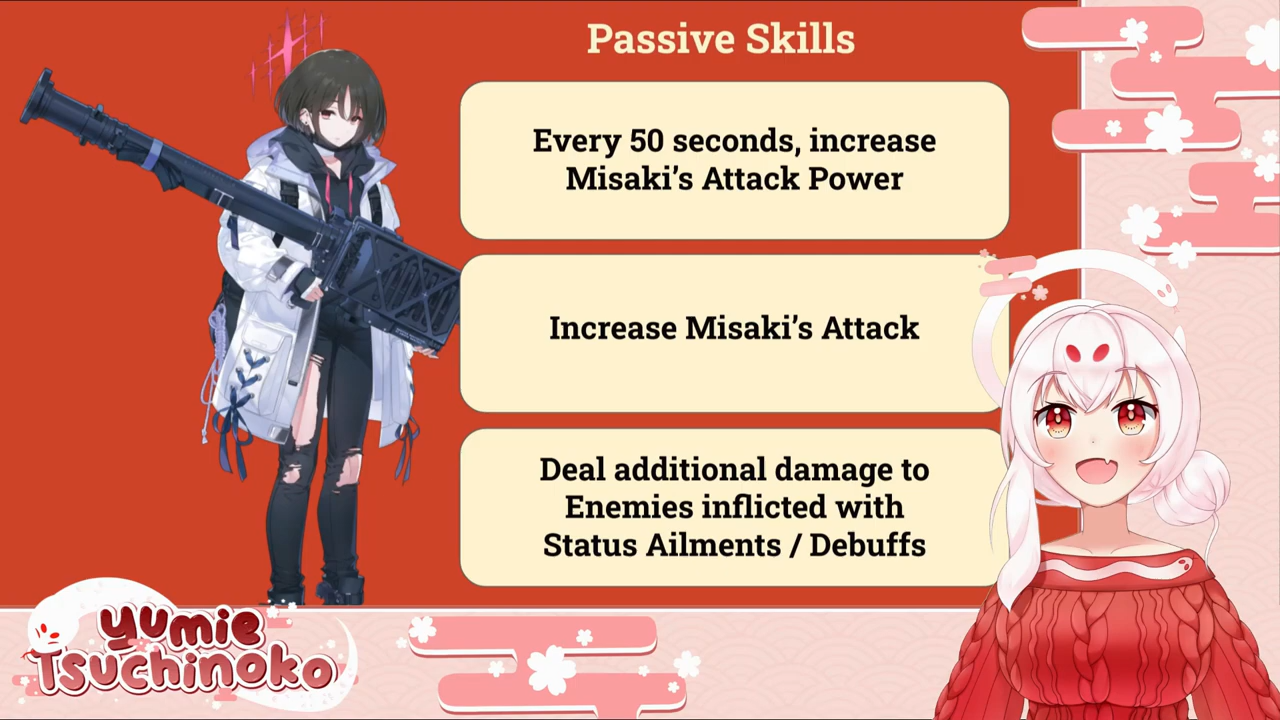 Passive Skills
Every 50 seconds, increase
Misaki’s Attack Power
Increase Misaki’s Attack
Deal additional damage to
Enemies inflicted with
Status Ailments / Debuffs
yumie
Tsuchinoko